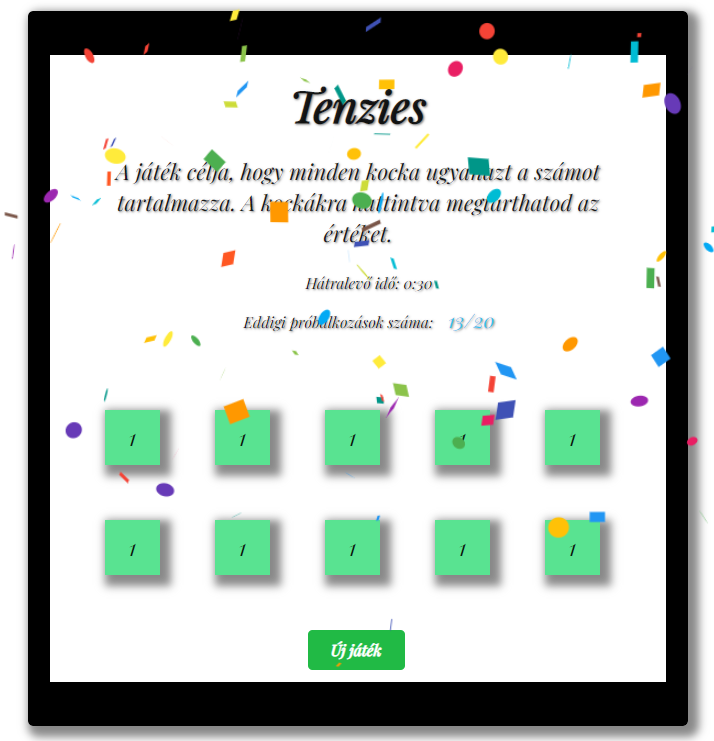 Tenzies
A játék célja, hogy minden kocka ugyanazt a számot
tartalmazza. A kockákra kattintva megtarthatod az
értéket.
Hátralevő idő: 0:30
Eddigi próbálkozások száma: 13/20
1 1 1 1 1
1 1 1 1 1
Új játék